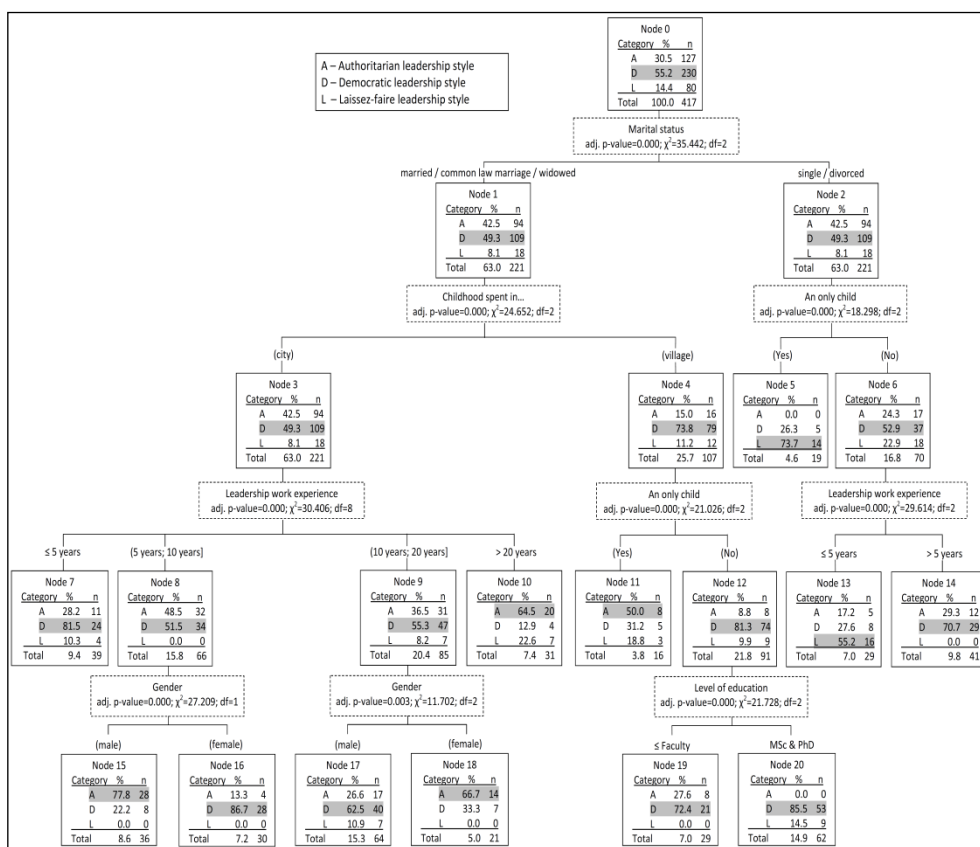 A – Authoritarian leadership style
D – Democratic leadership style
L – Laissez-faire leadership style
Node 0
Category % n
A 30.5 127
D 55.2 230
L 14.4 80
Total 100.0 417
Marital status
adj. p-value=0.000; χ²=35.442; df=2
married / common law marriage / widowed
single / divorced
Node 1
Category % n
A 42.5 94
D 49.3 109
L 8.1 18
Total 63.0 221
Node 2
Category % n
A 42.5 94
D 49.3 109
L 8.1 18
Total 63.0 221
Childhood spent in...
adj. p-value=0.000; χ²=24.652; df=2
An only child
adj. p-value=0.000; χ²=18.298; df=2
(city)
(village)
(Yes)
(No)
Node 3
Category % n
A 42.5 94
D 49.3 109
L 8.1 18
Total 63.0 221
Node 4
Category % n
A 15.0 16
D 73.8 79
L 11.2 12
Total 25.7 107
Node 5
Category % n
A 0.0 0
D 26.3 5
L 73.7 14
Total 4.6 19
Node 6
Category % n
A 24.3 17
D 52.9 37
L 22.9 18
Total 16.8 70
Leadership work experience
adj. p-value=0.000; χ²=30.406; df=8
An only child
adj. p-value=0.000; χ²=21.026; df=2
Leadership work experience
adj. p-value=0.000; χ²=29.614; df=2
≤ 5 years
(5 years; 10 years]
(10 years; 20 years]
> 20 years
(Yes)
(No)
≤ 5 years
> 5 years
Node 7
Category % n
A 28.2 11
D 81.5 24
L 10.3 4
Total 9.4 39
Node 8
Category % n
A 48.5 32
D 51.5 34
L 0.0 0
Total 15.8 66
Node 9
Category % n
A 36.5 31
D 55.3 47
L 8.2 7
Total 20.4 85
Node 10
Category % n
A 64.5 20
D 12.9 4
L 22.6 7
Total 7.4 31
Node 11
Category % n
A 50.0 8
D 31.2 5
L 18.8 3
Total 3.8 16
Node 12
Category % n
A 8.8 8
D 81.3 74
L 9.9 9
Total 21.8 91
Node 13
Category % n
A 17.2 5
D 27.6 8
L 55.2 16
Total 7.0 29
Node 14
Category % n
A 29.3 12
D 70.7 29
L 0.0 0
Total 9.8 41
Gender
adj. p-value=0.000; χ²=27.209; df=1
Gender
adj. p-value=0.003; χ²=11.702; df=2
Level of education
adj. p-value=0.000; χ²=21.728; df=2
(male)
(female)
(male)
(female)
≤ Faculty
MSc & PhD
Node 15
Category % n
A 77.8 28
D 22.2 8
L 0.0 0
Total 8.6 36
Node 16
Category % n
A 13.3 4
D 86.7 28
L 0.0 0
Total 7.2 30
Node 17
Category % n
A 26.6 17
D 62.5 40
L 10.9 7
Total 15.3 64
Node 18
Category % n
A 66.7 14
D 33.3 7
L 0.0 0
Total 5.0 21
Node 19
Category % n
A 27.6 8
D 72.4 21
L 0.0 0
Total 7.0 29
Node 20
Category % n
A 0.0 0
D 85.5 53
L 14.5 9
Total 14.9 62